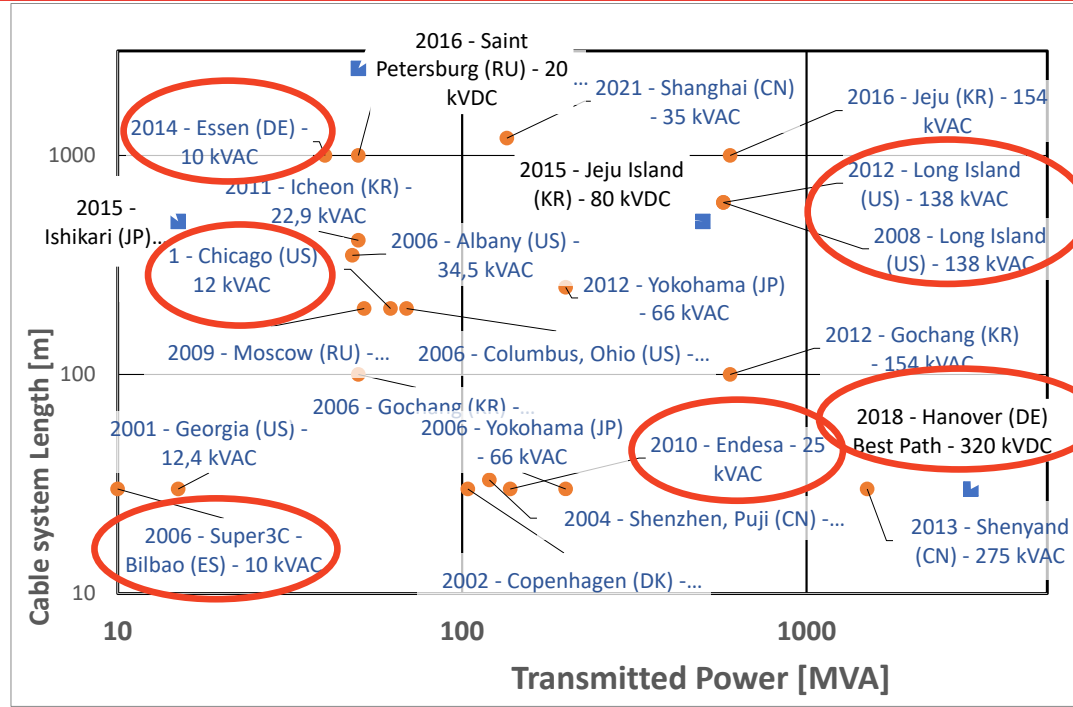 2016 - Saint
Petersburg (RU) - 20
kVDC
...
2021 - Shanghai (CN)
- 35 kVAC
2016 - Jeju (KR) - 154
kVAC
2014 - Essen (DE) -
10 kVAC
1000
2015 - Jeju Island
(KR) - 80 kVDC
2012 - Long Island
(US) - 138 kVAC
2011 - Icheon (KR) -
22,9 kVAC
2015 -
Ishikari (JP)...
2006 - Albany (US) -
34,5 kVAC
2008 - Long Island
(US) - 138 kVAC
1 - Chicago (US)
12 kVAC
2012 - Yokohama (JP)
- 66 kVAC
2009 - Moscow (RU) -...
2006 - Columbus, Ohio (US) -...
2012 - Gochang (KR)
- 154 kVAC
100
2006 - Gochang (KR) -...
2006 - Yokohama (JP)
- 66 kVAC
2001 - Georgia (US) -
12,4 kVAC
2010 - Endesa - 25
kVAC
2018 - Hanover (DE)
Best Path - 320 kVDC
2006 - Super3C -
Bilbao (ES) - 10 kVAC
2004 - Shenzhen, Puji (CN) -...
2013 - Shenyand
(CN) - 275 kVAC
2002 - Copenhagen (DK) -...
10
Cable system Length [m]
10
100
1000
Transmitted Power [MVA]